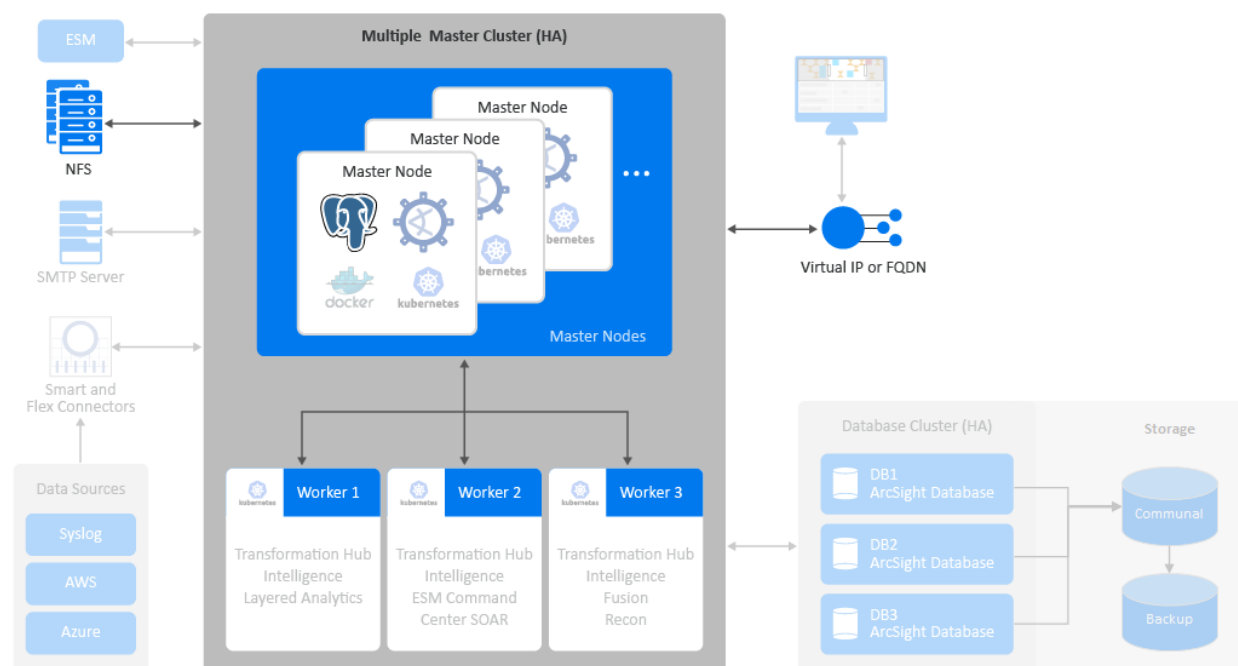 ESM
NFS
SMTP Server
Smart and
Flex Connectors
Data Sources
Syslog
AWS
Azure
Multiple Master Cluster (HA)
Master Node
Master Node
Master Node
...
docker
kubernetes
kubernetes
bernetes
Master Nodes
kubernetes
Worker 1
Transformation Hub
Intelligence
Layered Analytics
kubernetes
Worker 2
Transformation Hub
Intelligence
ESM Command
Center SOAR
kubernetes
Worker 3
Transformation Hub
Intelligence
Fusion
Recon
Virtual IP or FQDN
Database Cluster (HA)
DB1
ArcSight Database
DB2
ArcSight Database
DB3
ArcSight Database
Storage
Communal
Backup